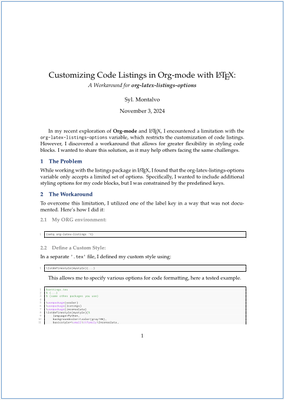 Customizing Code Listings in Org-mode with LATEX:
A Workaround for org-latex-listings-options
Syl. Montalvo
November 3, 2024
In my recent exploration of Org-mode and LATEX, I encountered a limitation with the
org-latex-listings-options variable, which restricts the customization of code listings.
However, I discovered a workaround that allows for greater flexibility in styling code
blocks. I wanted to share this solution, as it may help others facing the same challenges.
1 The Problem
While working with the listings package in LATEX, I found that the org-latex-listings-options
variable only accepts a limited set of options. Specifically, I wanted to include additional
styling options for my code blocks, but I was constrained by the predefined keys.
2 The Workaround
To overcome this limitation, I utilized one of the label key in a way that was not docu-
mented. Here's how I did it:
2.1 My ORG environment:
2.2 Define a Custom Style:
In a separate '.tex' file, I defined my custom style using:
This allows me to specify various options for code formatting, here a tested example.
1